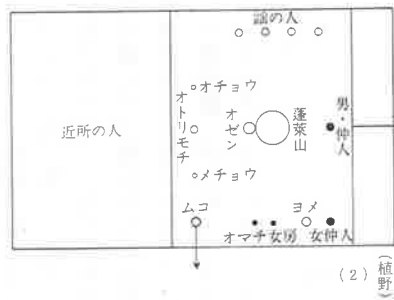 謡の人
オチョウ
オトリモチ
オゼン
蓬萊山
男・仲人
近所の人
メチョウ
ムコ
ヨメ
オマチ女房
女仲人
(2)
(植野)